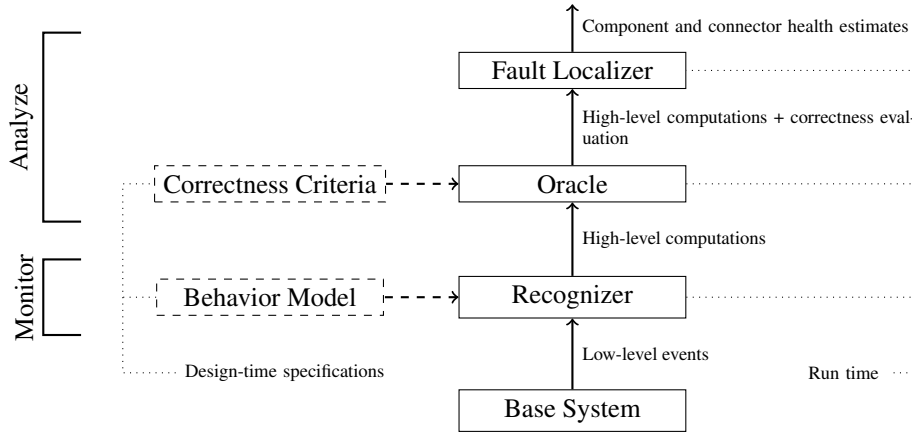 Component and connector health estimates
Fault Localizer
High-level computations + correctness eval-
uation
Analyze
Correctness Criteria
Oracle
High-level computations
Monitor
Behavior Model
Recognizer
Low-level events
Design-time specifications
Run time
Base System